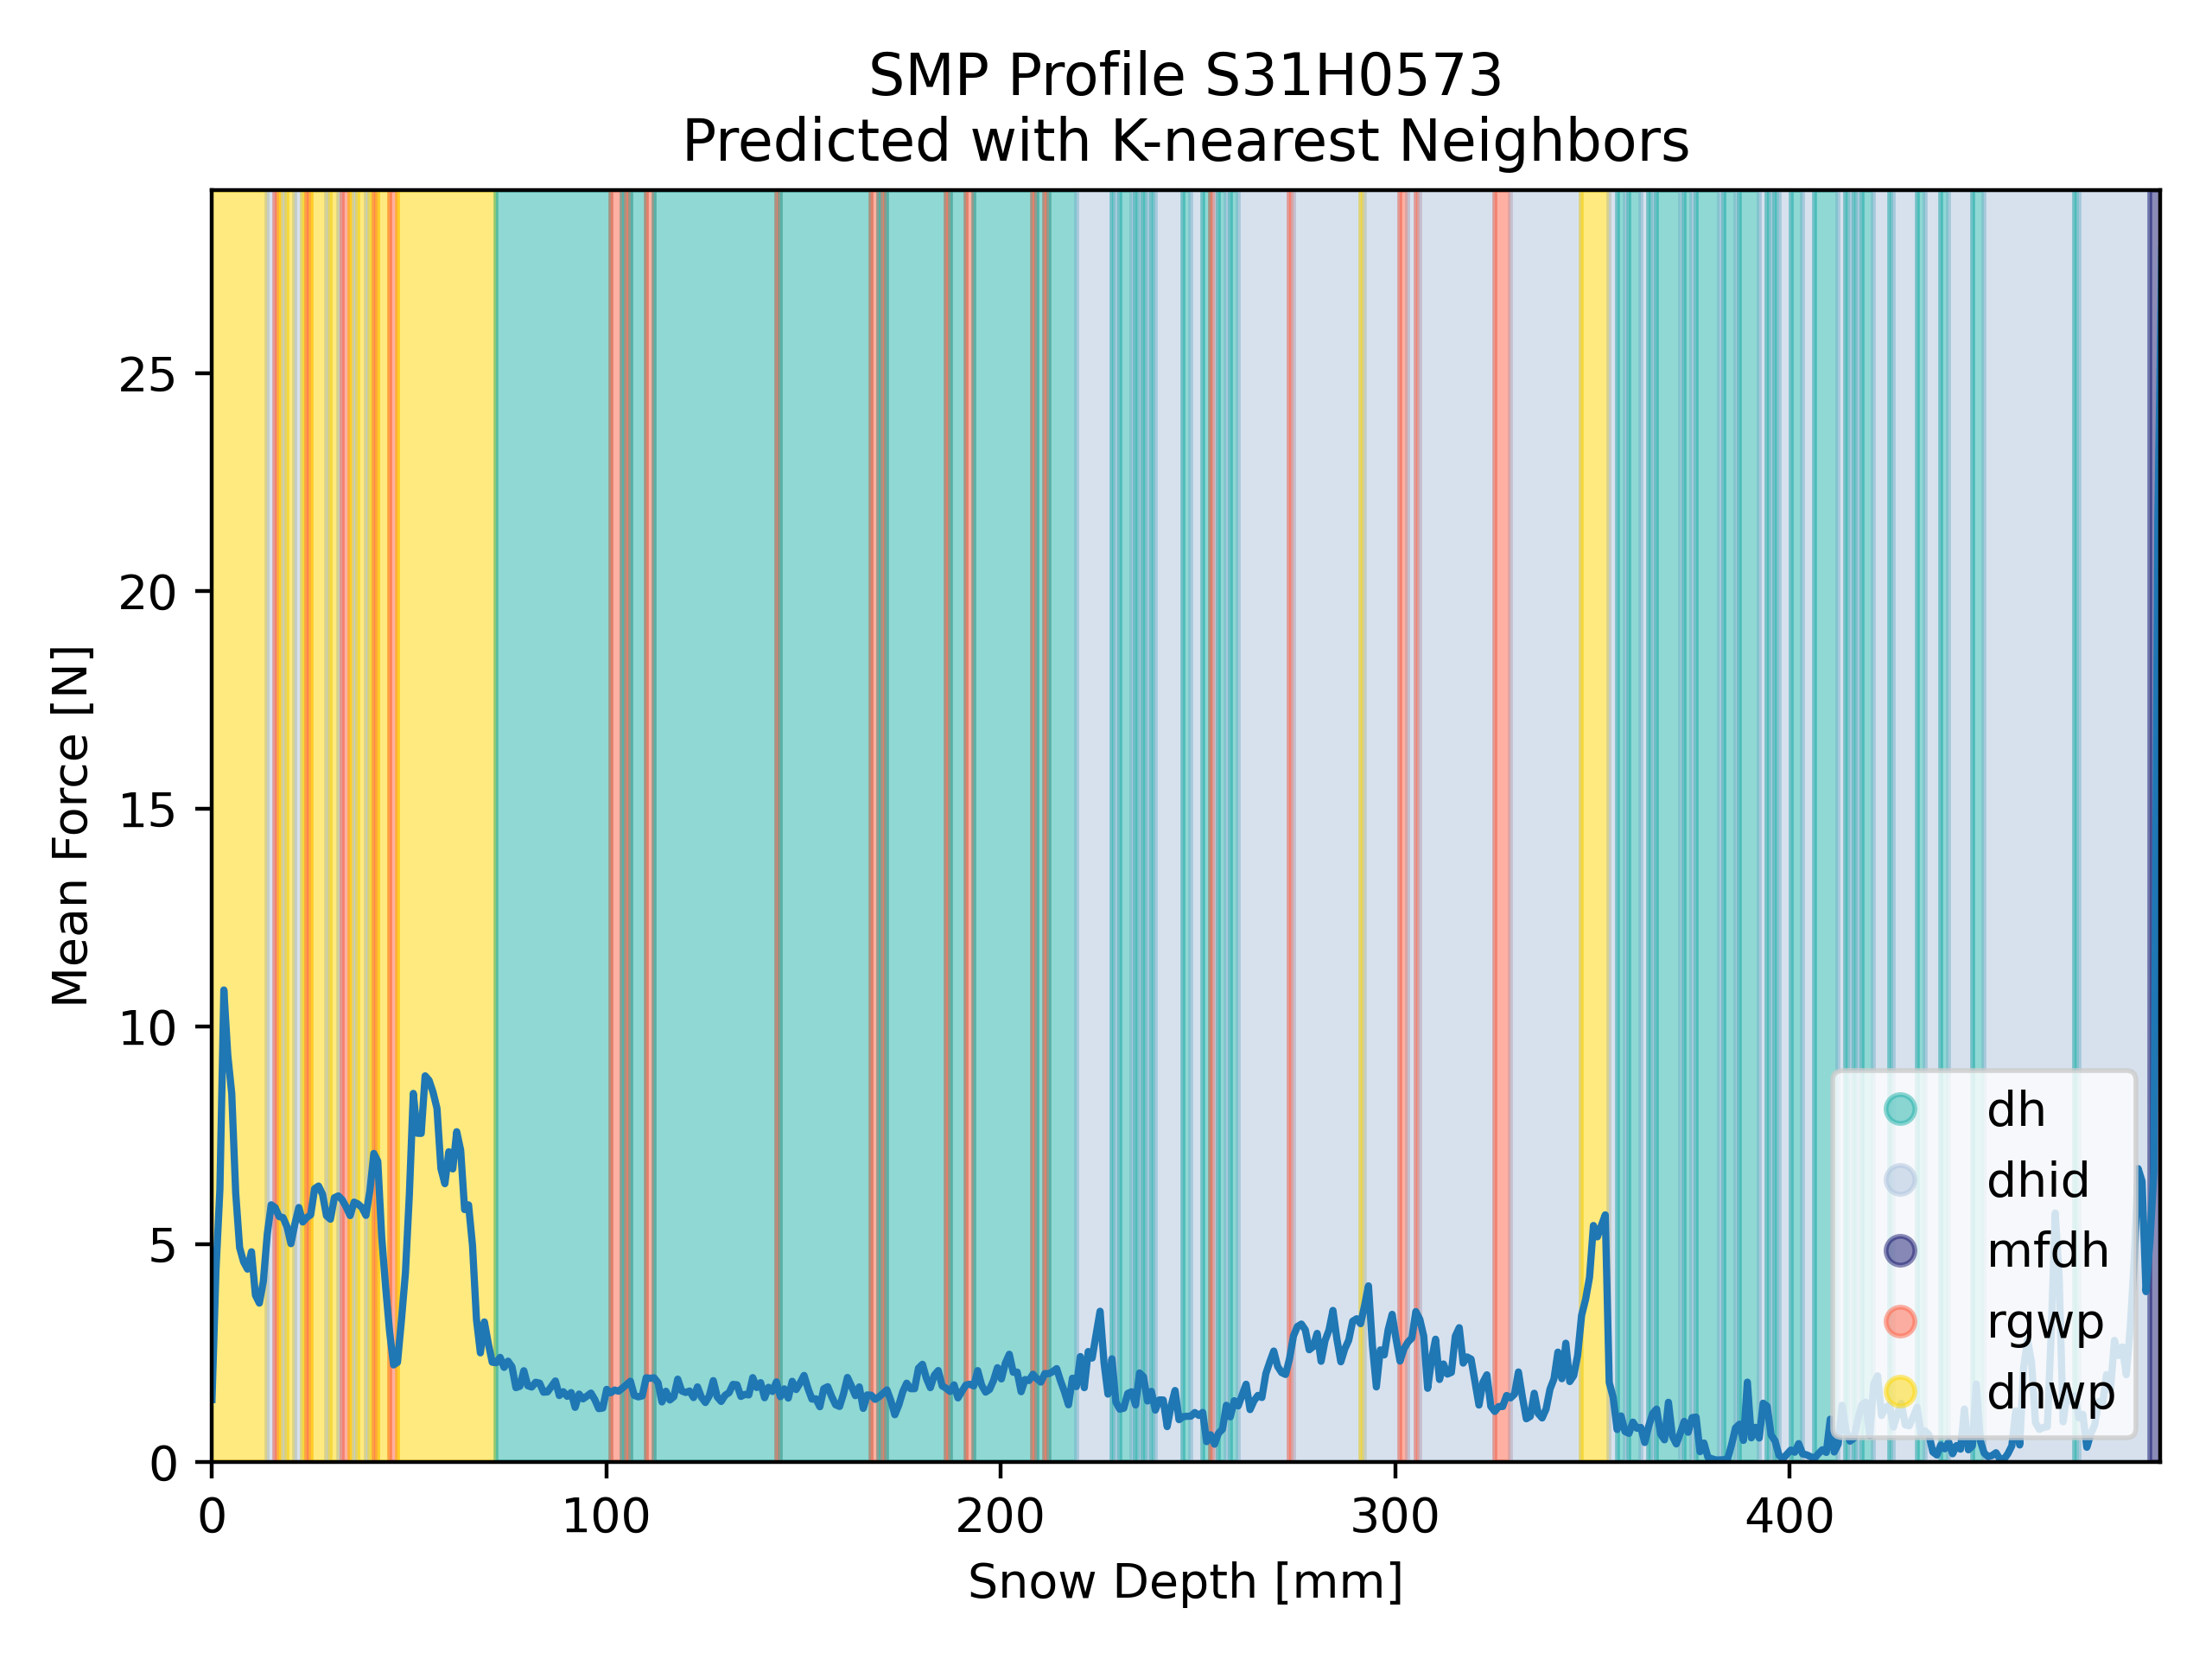 SMP Profile S31H0573
Predicted with K-nearest Neighbors
Mean Force [N]
25
20
15
10
5
0
0 100 200 300 400
Snow Depth [mm]
dh
dhid
mfdh
rgwp
dhwp